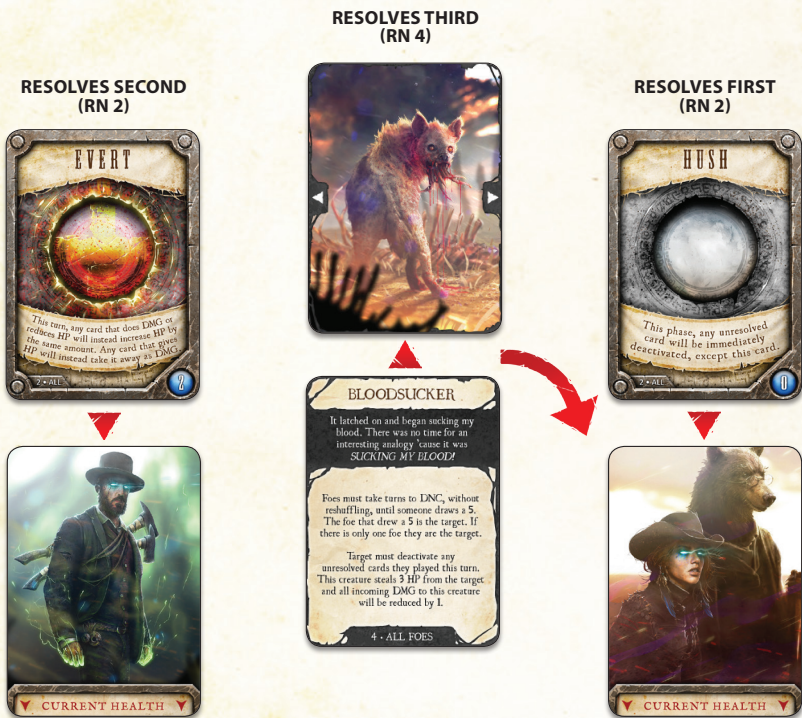 RESOLVES THIRD
(RN 4)
RESOLVES SECOND
(RN 2)
RESOLVES FIRST
(RN 2)
EVERT
This turn, any card that does DMG or
reduces HP will instead increase HP by
the same amount. Any card that gives
HP will instead take it away as DMG.
2 • ALL
2
HUSH
This phase, any unresolved
card will be immediately
deactivated, except this card.
2 • ALL
0
BLOODSUCKER
It latched on and began sucking my
blood. There was no time for an
interesting analogy 'cause it was
SUCKING MY BLOOD!
Foes must take turns to DNC, without
reshuffling, until someone draws a 5.
The foe that drew a 5 is the target. If
there is only one foe they are the target.
Target must deactivate any
unresolved cards they played this turn.
This creature steals 3 HP from the target
and all incoming DMG to this creature
will be reduced by 1.
4 • ALL FOES
CURRENT HEALTH
CURRENT HEALTH